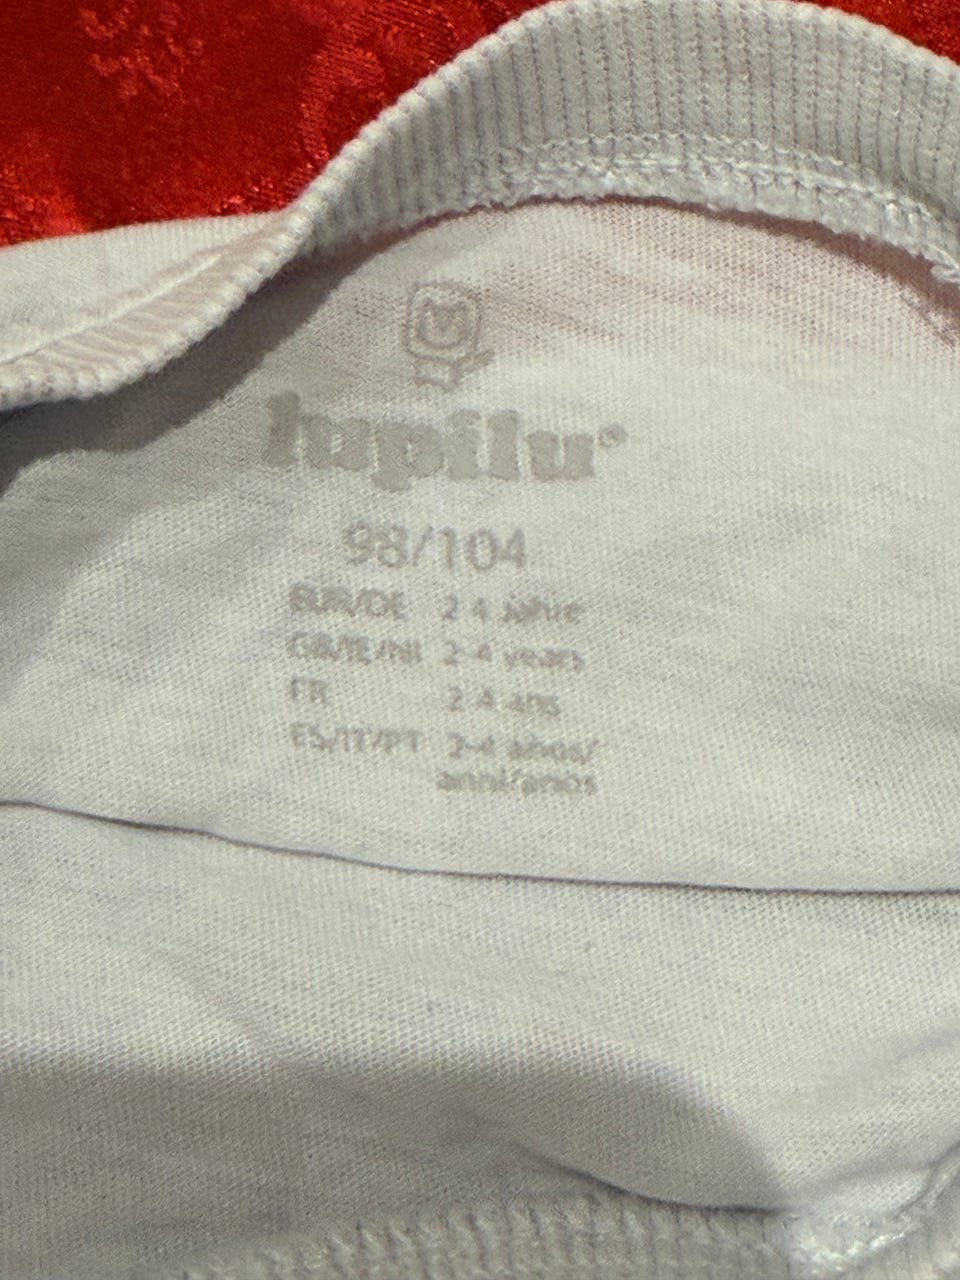 lupilu®
98/104
EUR/DE 2-4 Jahre
GB/IE/NI 2-4 years
FR 2-4 ans
ES/IT/PT 2-4 años/
anni/anos